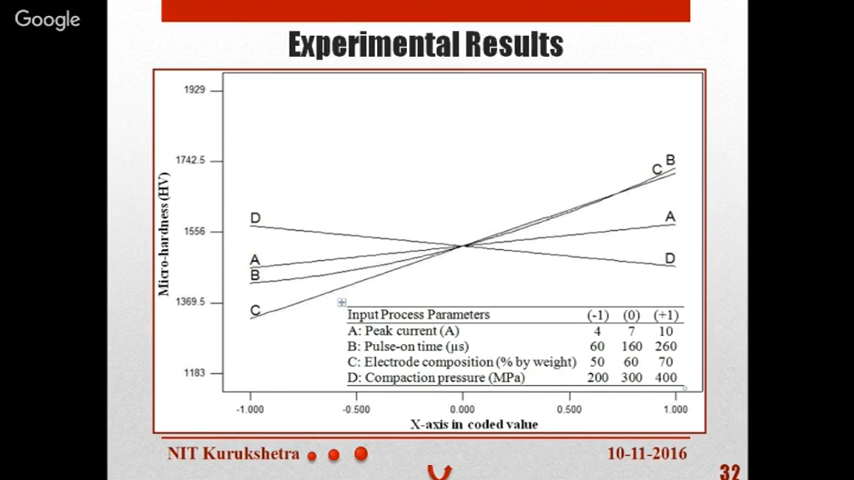 Google
Experimental Results
1929
1742.5
1556
1369.5
1183
Micro-hardness (HV)
D
A
B
C
B
C
A
D
Input Process Parameters (-1) (0) (+1)
A: Peak current (A) 4 7 10
B: Pulse-on time (µs) 60 160 260
C: Electrode composition (% by weight) 50 60 70
D: Compaction pressure (MPa) 200 300 400
-1.000 -0.500 0.000 0.500 1.000
X-axis in coded value
NIT Kurukshetra 10-11-2016
32